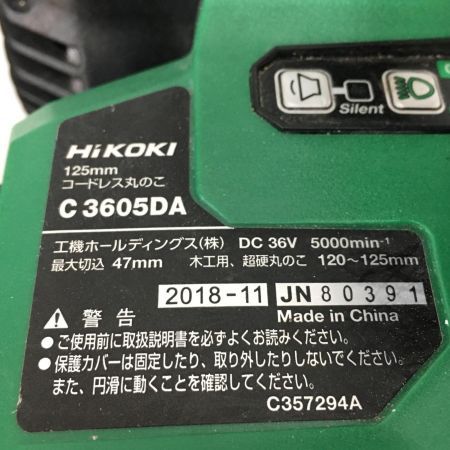 Silent
HiKOKI
125mm
コードレス丸のこ
C 3605DA
工機ホールディングス(株) DC 36V 5000min⁻¹
最大切込 47mm 木工用、超硬丸のこ 120～125mm
2018-11 JN 80391
Made in China
警告
●ご使用前に取扱説明書を必ずよくお読みください。
●保護カバーは固定したり、取り外したりしないでください。
また、円滑に動くことを確認してください。
C357294A